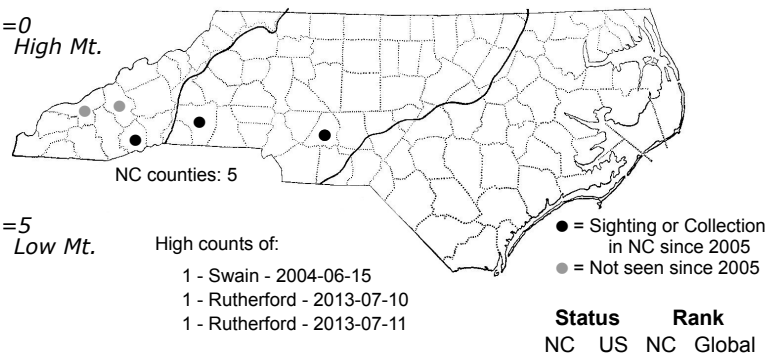 =0
High Mt.
NC counties: 5
=5
Low Mt.
High counts of:
1 - Swain - 2004-06-15
1 - Rutherford - 2013-07-10
1 - Rutherford - 2013-07-11
● = Sighting or Collection
in NC since 2005
● = Not seen since 2005
Status Rank
NC US NC Global